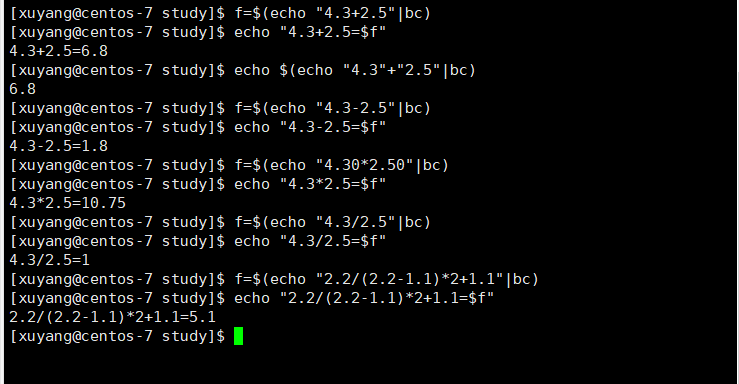 [xuyang@centos-7 study]$ f=$(echo "4.3+2.5"|bc)
[xuyang@centos-7 study]$ echo "4.3+2.5=$f"
4.3+2.5=6.8
[xuyang@centos-7 study]$ echo $(echo "4.3"+"2.5"|bc)
6.8
[xuyang@centos-7 study]$ f=$(echo "4.3-2.5"|bc)
[xuyang@centos-7 study]$ echo "4.3-2.5=$f"
4.3-2.5=1.8
[xuyang@centos-7 study]$ f=$(echo "4.30*2.50"|bc)
[xuyang@centos-7 study]$ echo "4.3*2.5=$f"
4.3*2.5=10.75
[xuyang@centos-7 study]$ f=$(echo "4.3/2.5"|bc)
[xuyang@centos-7 study]$ echo "4.3/2.5=$f"
4.3/2.5=1
[xuyang@centos-7 study]$ f=$(echo "2.2/(2.2-1.1)*2+1.1"|bc)
[xuyang@centos-7 study]$ echo "2.2/(2.2-1.1)*2+1.1=$f"
2.2/(2.2-1.1)*2+1.1=5.1
[xuyang@centos-7 study]$